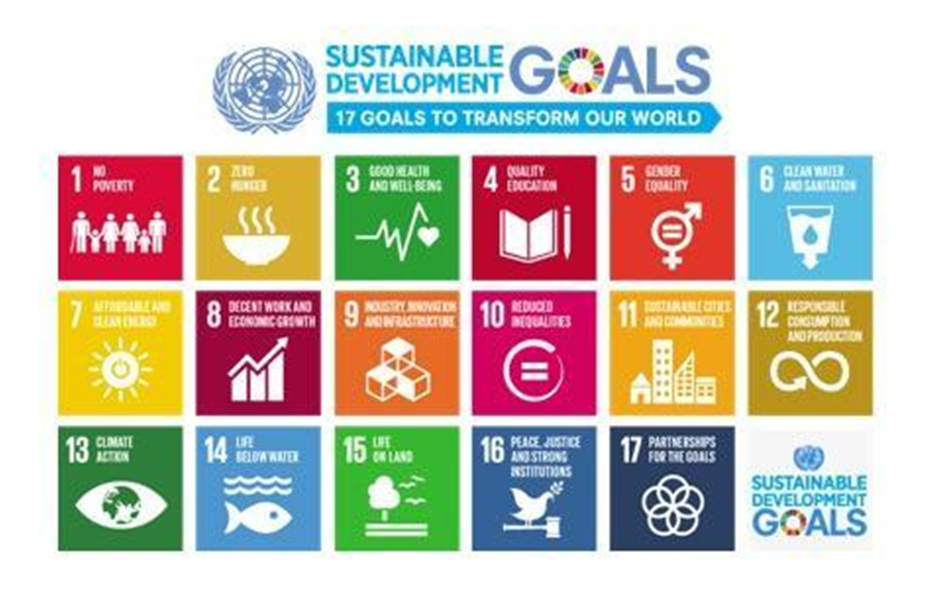 SUSTAINABLE
DEVELOPMENT GOALS
17 GOALS TO TRANSFORM OUR WORLD
1 NO
POVERTY
2 ZERO
HUNGER
3 GOOD HEALTH
AND WELL-BEING
4 QUALITY
EDUCATION
5 GENDER
EQUALITY
6 CLEAN WATER
AND SANITATION
7 AFFORDABLE AND
CLEAN ENERGY
8 DECENT WORK AND
ECONOMIC GROWTH
9 INDUSTRY, INNOVATION
AND INFRASTRUCTURE
10 REDUCED
INEQUALITIES
11 SUSTAINABLE CITIES
AND COMMUNITIES
12 RESPONSIBLE
CONSUMPTION
AND PRODUCTION
13 CLIMATE
ACTION
14 LIFE
BELOW WATER
15 LIFE
ON LAND
16 PEACE, JUSTICE
AND STRONG
INSTITUTIONS
17 PARTNERSHIPS
FOR THE GOALS
SUSTAINABLE
DEVELOPMENT
GOALS